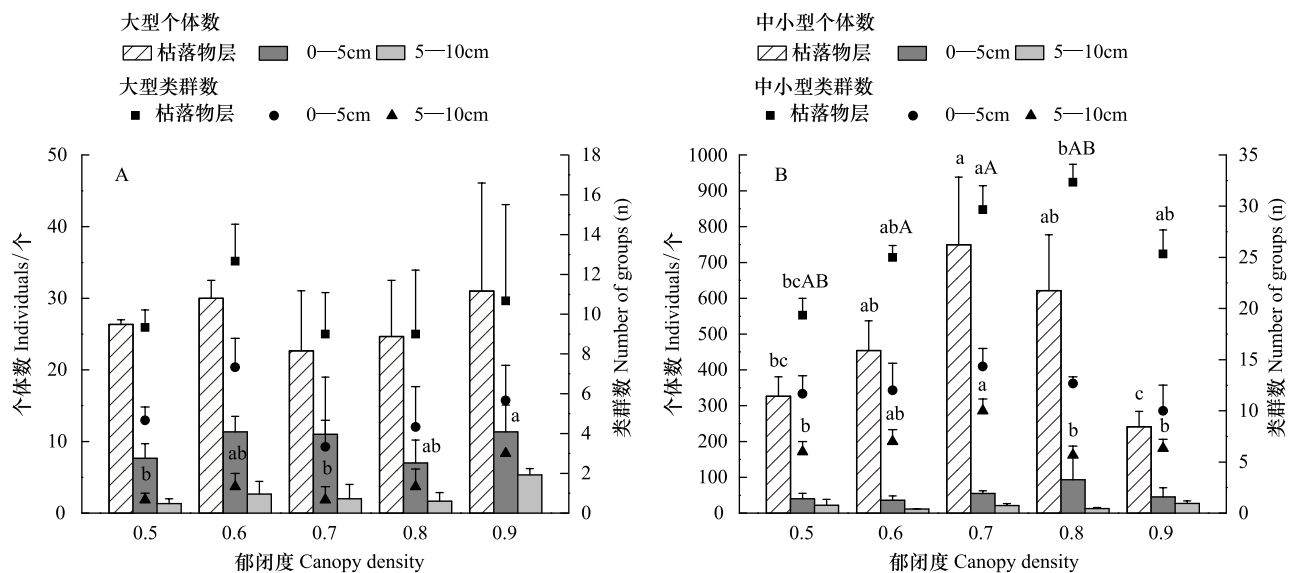 大型个体数
枯落物层 0—5cm 5—10cm
大型类群数
枯落物层 0—5cm 5—10cm
50
40
30
20
10
0
个体数 Individuals/个
A
b ab b ab a
18
16
14
12
10
8
6
4
2
0
类群数 Number of groups (n)
0.5 0.6 0.7 0.8 0.9
郁闭度 Canopy density
中小型个体数
枯落物层 0—5cm 5—10cm
中小型类群数
枯落物层 0—5cm 5—10cm
1000
900
800
700
600
500
400
300
200
100
0
个体数 Individuals/个
B
bc bcAB b
ab abA ab
a aA a
ab bAB b
c ab b
35
30
25
20
15
10
5
0
类群数 Number of groups (n)
0.5 0.6 0.7 0.8 0.9
郁闭度 Canopy density